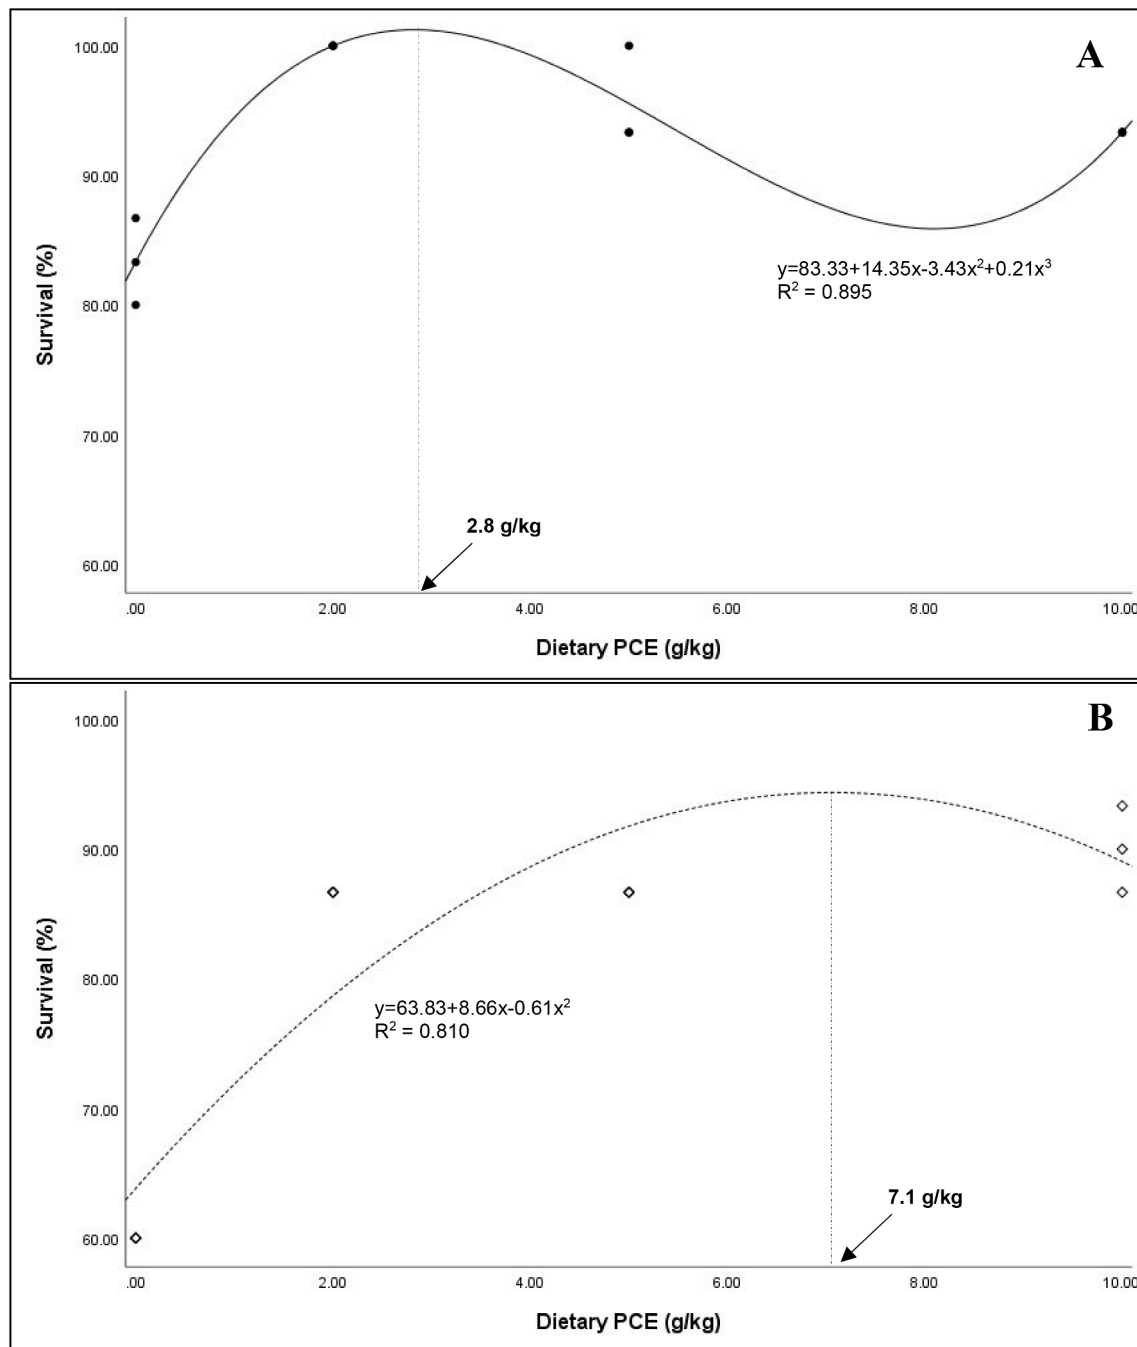 A
100.00
90.00
80.00
70.00
60.00
Survival (%)
y=83.33+14.35x-3.43x²+0.21x³
R² = 0.895
2.8 g/kg
.00 2.00 4.00 6.00 8.00 10.00
Dietary PCE (g/kg)
B
100.00
90.00
80.00
70.00
60.00
Survival (%)
y=63.83+8.66x-0.61x²
R² = 0.810
7.1 g/kg
.00 2.00 4.00 6.00 8.00 10.00
Dietary PCE (g/kg)